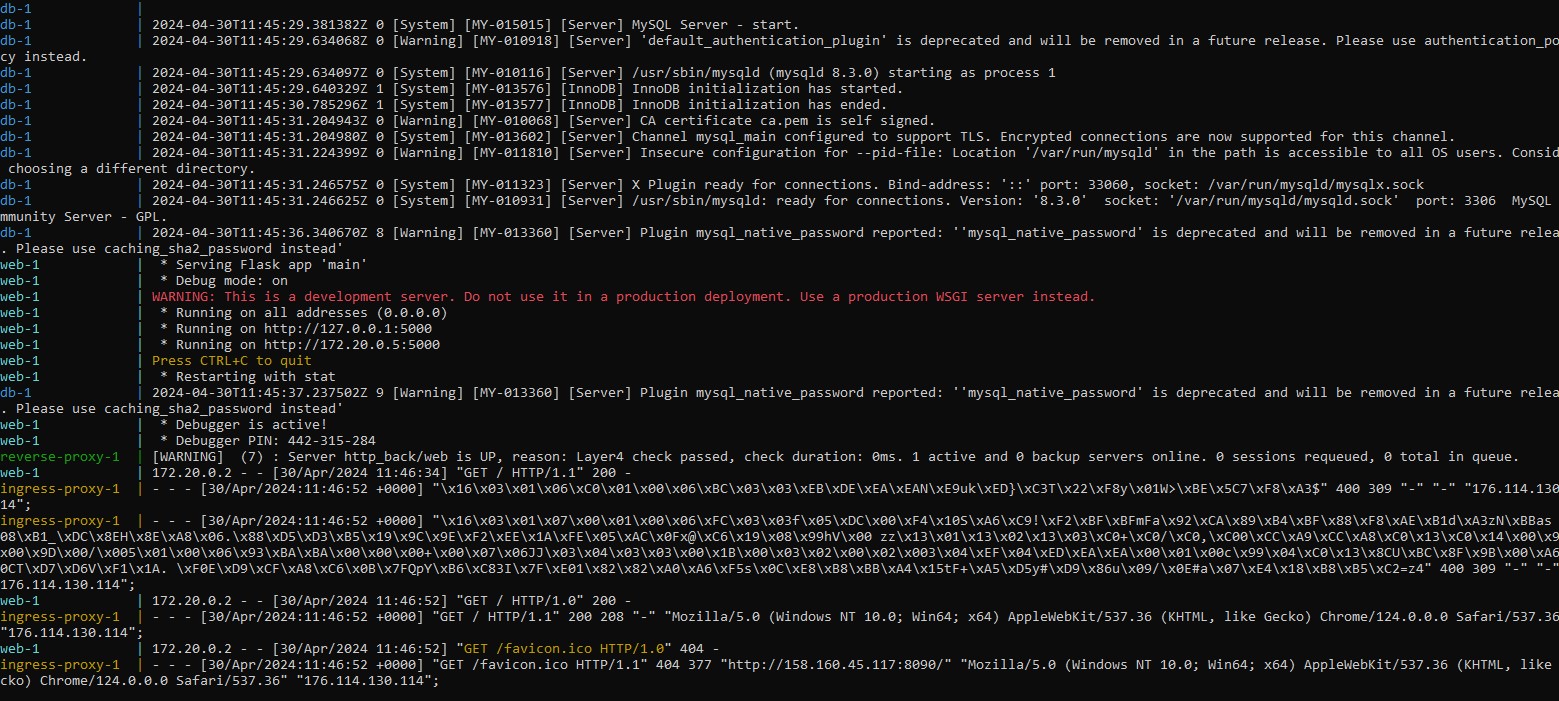 db-1 |
db-1 | 2024-04-30T11:45:29.381382Z 0 [System] [MY-015015] [Server] MySQL Server - start.
db-1 | 2024-04-30T11:45:29.634068Z 0 [Warning] [MY-010918] [Server] 'default_authentication_plugin' is deprecated and will be removed in a future release. Please use authentication_po
cy instead.
db-1 | 2024-04-30T11:45:29.634097Z 0 [System] [MY-010116] [Server] /usr/sbin/mysqld (mysqld 8.3.0) starting as process 1
db-1 | 2024-04-30T11:45:29.640329Z 1 [System] [MY-013576] [InnoDB] InnoDB initialization has started.
db-1 | 2024-04-30T11:45:30.785296Z 1 [System] [MY-013577] [InnoDB] InnoDB initialization has ended.
db-1 | 2024-04-30T11:45:31.204943Z 0 [Warning] [MY-010068] [Server] CA certificate ca.pem is self signed.
db-1 | 2024-04-30T11:45:31.204980Z 0 [System] [MY-013602] [Server] Channel mysql_main configured to support TLS. Encrypted connections are now supported for this channel.
db-1 | 2024-04-30T11:45:31.224399Z 0 [Warning] [MY-011810] [Server] Insecure configuration for --pid-file: Location '/var/run/mysqld' in the path is accessible to all OS users. Consid
choosing a different directory.
db-1 | 2024-04-30T11:45:31.246575Z 0 [System] [MY-011323] [Server] X Plugin ready for connections. Bind-address: '::' port: 33060, socket: /var/run/mysqld/mysqlx.sock
db-1 | 2024-04-30T11:45:31.246625Z 0 [System] [MY-010931] [Server] /usr/sbin/mysqld: ready for connections. Version: '8.3.0'  socket: '/var/run/mysqld/mysqld.sock'  port: 3306  MySQL
mmunity Server - GPL.
db-1 | 2024-04-30T11:45:36.340670Z 8 [Warning] [MY-013360] [Server] Plugin mysql_native_password reported: ''mysql_native_password' is deprecated and will be removed in a future relea
. Please use caching_sha2_password instead'
web-1 | * Serving Flask app 'main'
web-1 | * Debug mode: on
web-1 | WARNING: This is a development server. Do not use it in a production deployment. Use a production WSGI server instead.
web-1 | * Running on all addresses (0.0.0.0)
web-1 | * Running on http://127.0.0.1:5000
web-1 | * Running on http://172.20.0.5:5000
web-1 | Press CTRL+C to quit
web-1 | * Restarting with stat
db-1 | 2024-04-30T11:45:37.237502Z 9 [Warning] [MY-013360] [Server] Plugin mysql_native_password reported: ''mysql_native_password' is deprecated and will be removed in a future relea
. Please use caching_sha2_password instead'
web-1 | * Debugger is active!
web-1 | * Debugger PIN: 442-315-284
reverse-proxy-1 | [WARNING]  (7) : Server http_back/web is UP, reason: Layer4 check passed, check duration: 0ms. 1 active and 0 backup servers online. 0 sessions requeued, 0 total in queue.
web-1 | 172.20.0.2 - - [30/Apr/2024 11:46:34] "GET / HTTP/1.1" 200 -
ingress-proxy-1 | - - - [30/Apr/2024:11:46:52 +0000] "\x16\x03\x01\x06\xC0\x01\x00\x06\xBC\x03\x03\xEB\xDE\xEA\xEAN\xE9uk\xED}\xC3T\x22\xF8y\x01W>\xBE\x5C7\xF8\xA3$" 400 309 "-" "-" "176.114.130
14";
ingress-proxy-1 | - - - [30/Apr/2024:11:46:52 +0000] "\x16\x03\x01\x07\x00\x01\x00\x06\xFC\x03\x03f\x05\xDC\x00\xF4\x10S\xA6\xC9!\xF2\xBF\xBFmFa\x92\xCA\x89\xB4\xBF\x88\xF8\xAE\xB1d\xA3zN\xBBas
08\xB1_\xDC\x8EH\x8E\xA8\x06.\x88\xD5\xD3\xB5\x19\x9C\x9E\xF2\xEE\x1A\xFE\x05\xAC\x0Fx@\xC6\x19\x08\x99hV\x00 zz\x13\x01\x13\x02\x13\x03\xC0+\xC0/\xC0,\xC00\xCC\xA9\xCC\xA8\xC0\x13\xC0\x14\x00\x9
x00\x9D\x00/\x005\x01\x00\x06\x93\xBA\xBA\x00\x00\x00+\x00\x07\x06JJ\x03\x04\x03\x03\x00\x1B\x00\x03\x02\x00\x02\x003\x04\xEF\x04\xED\xEA\xEA\x00\x01\x00c\x99\x04\xC0\x13\x8CU\xBC\x8F\x9B\x00\xA6
0CT\xD7\xD6V\xF1\x1A. \xF0E\xD9\xCF\xA8\xC6\x0B\x7FQpY\xB6\xC83I\x7F\xE01\x82\x82\xA0\xA6\xF5s\x0C\xE8\xB8\xBB\xA4\x15tF+\xA5\xD5y#\xD9\x86u\x09/\x0E#a\x07\xE4\x18\xB8\xB5\xC2=z4" 400 309 "-" "-"
176.114.130.114";
web-1 | 172.20.0.2 - - [30/Apr/2024 11:46:52] "GET / HTTP/1.0" 200 -
ingress-proxy-1 | - - - [30/Apr/2024:11:46:52 +0000] "GET / HTTP/1.1" 200 208 "-" "Mozilla/5.0 (Windows NT 10.0; Win64; x64) AppleWebKit/537.36 (KHTML, like Gecko) Chrome/124.0.0.0 Safari/537.36
"176.114.130.114";
web-1 | 172.20.0.2 - - [30/Apr/2024 11:46:52] "GET /favicon.ico HTTP/1.0" 404 -
ingress-proxy-1 | - - - [30/Apr/2024:11:46:52 +0000] "GET /favicon.ico HTTP/1.1" 404 377 "http://158.160.45.117:8090/" "Mozilla/5.0 (Windows NT 10.0; Win64; x64) AppleWebKit/537.36 (KHTML, like
cko) Chrome/124.0.0.0 Safari/537.36" "176.114.130.114";